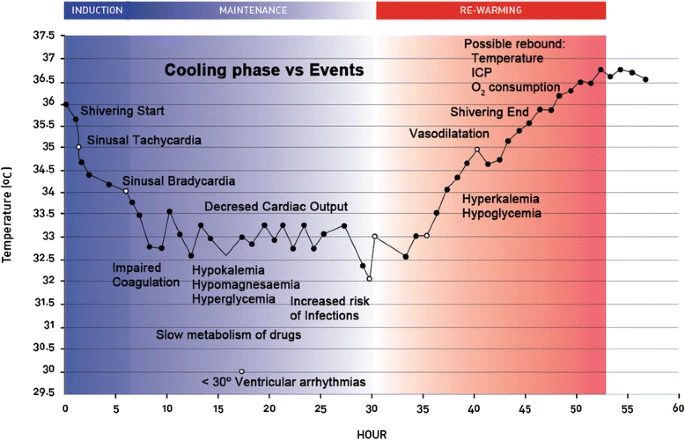 INDUCTION MAINTENANCE RE-WARMING
37.5
37
36.5
36
35.5
35
34.5
34
33.5
33
32.5
32
31.5
31
30.5
30
29.5
Temperature (ºC)
Cooling phase vs Events
Possible rebound:
Temperature
ICP
O₂ consumption
Shivering Start
Shivering End
Sinusal Tachycardia
Vasodilatation
Sinusal Bradycardia
Decresed Cardiac Output
Hyperkalemia
Hypoglycemia
Impaired
Coagulation
Hypokalemia
Hypomagnesaemia
Hyperglycemia
Increased risk
of Infections
Slow metabolism of drugs
< 30º Ventricular arrhythmias
0 5 10 15 20 25 30 35 40 45 50 55 60
HOUR